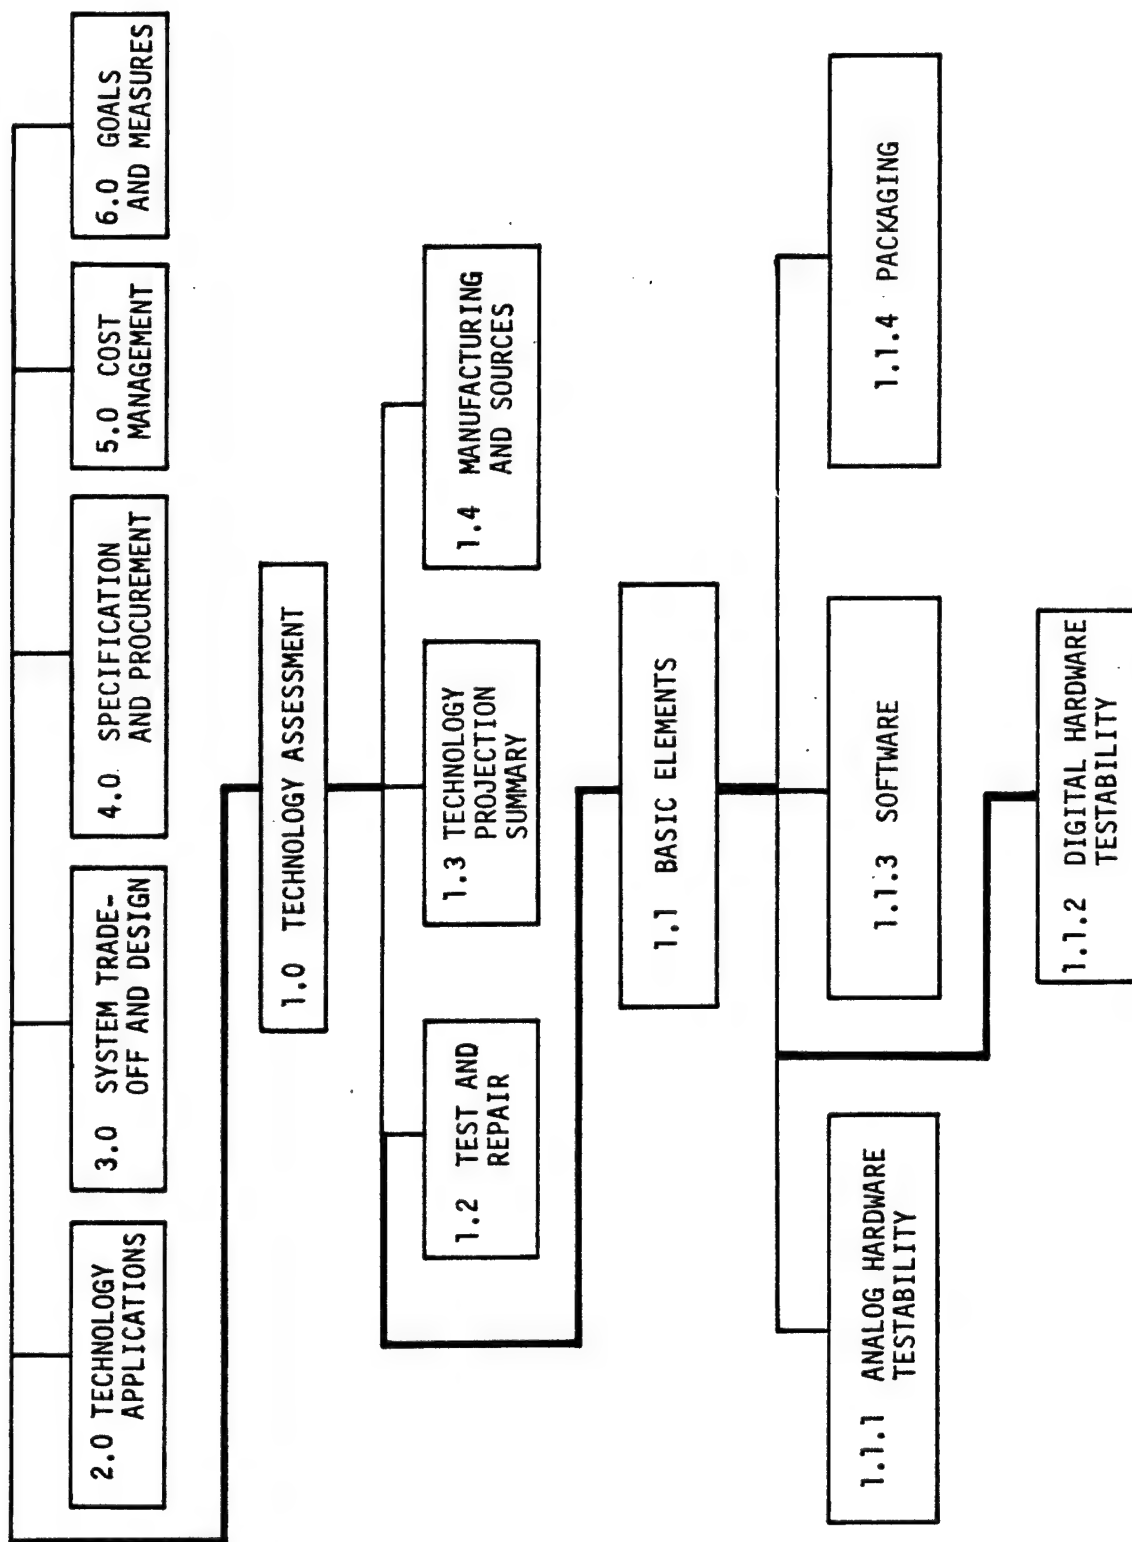 2.0 TECHNOLOGY
APPLICATIONS
3.0 SYSTEM TRADE-
OFF AND DESIGN
4.0 SPECIFICATION
AND PROCUREMENT
5.0 COST
MANAGEMENT
6.0 GOALS
AND MEASURES
1.0 TECHNOLOGY ASSESSMENT
1.2 TEST AND
REPAIR
1.3 TECHNOLOGY
PROJECTION
SUMMARY
1.4 MANUFACTURING
AND SOURCES
1.1 BASIC ELEMENTS
1.1.1 ANALOG HARDWARE
TESTABILITY
1.1.3 SOFTWARE
1.1.4 PACKAGING
1.1.2 DIGITAL HARDWARE
TESTABILITY